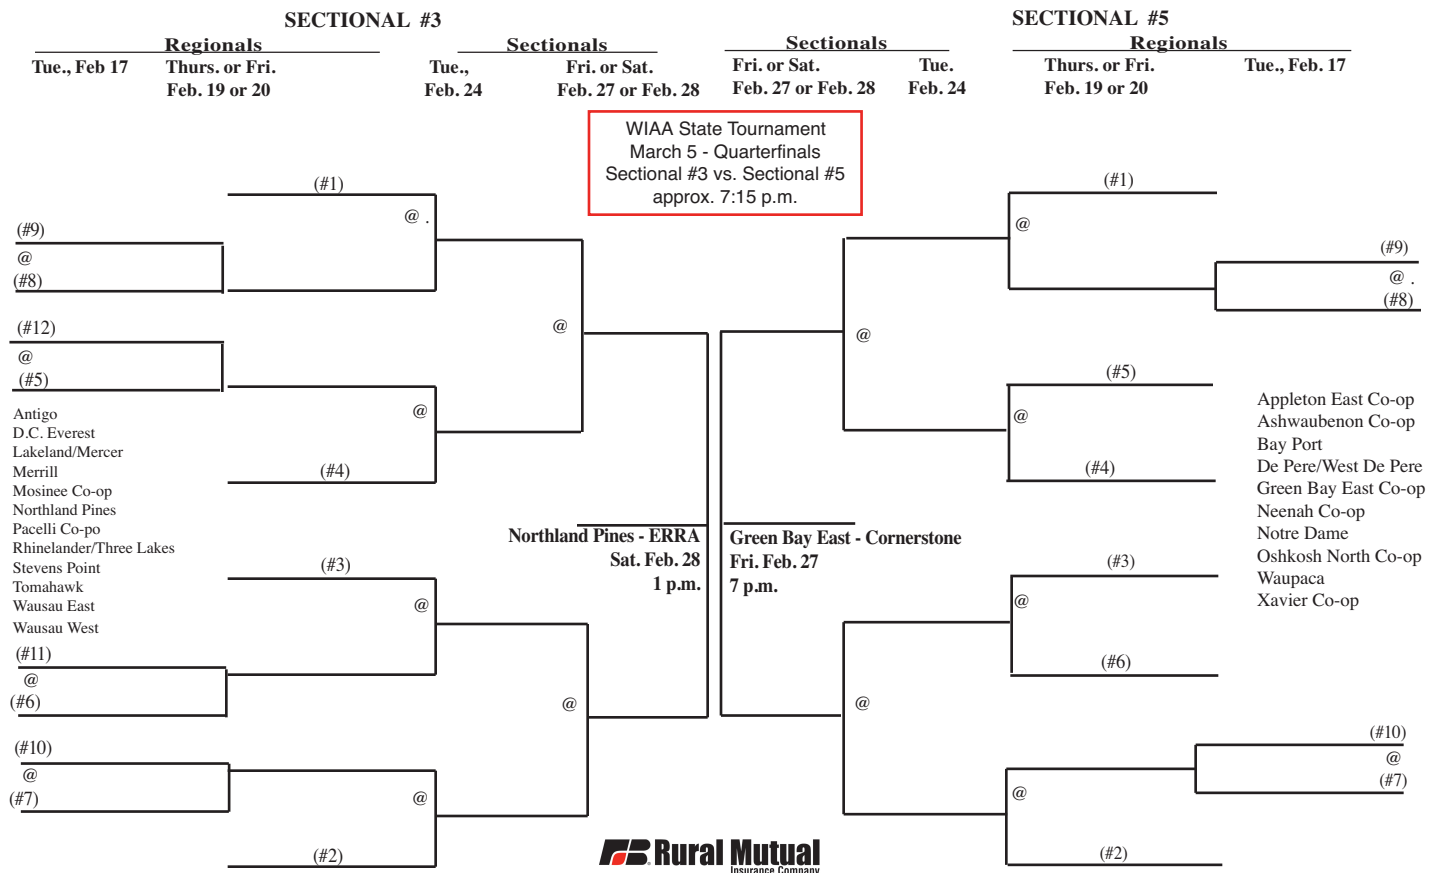 SECTIONAL #3
Regionals
Sectionals
Tue., Feb 17
Thurs. or Fri.
Feb. 19 or 20
Tue.,
Feb. 24
Fri. or Sat.
Feb. 27 or Feb. 28
SECTIONAL #5
Sectionals
Regionals
Fri. or Sat.
Feb. 27 or Feb. 28
Tue.
Feb. 24
Thurs. or Fri.
Feb. 19 or 20
Tue., Feb. 17
WIAA State Tournament
March 5 - Quarterfinals
Sectional #3 vs. Sectional #5
approx. 7:15 p.m.
(#1)
@ .
(#9)
@
(#8)
(#12)
@
(#5)
@
@
(#4)
Antigo
D.C. Everest
Lakeland/Mercer
Merrill
Mosinee Co-op
Northland Pines
Pacelli Co-po
Rhinelander/Three Lakes
Stevens Point
Tomahawk
Wausau East
Wausau West
Northland Pines - ERRA
Sat. Feb. 28
1 p.m.
(#3)
@
(#11)
@
(#6)
@
(#10)
@
(#7)
@
(#2)
(#1)
@
(#9)
@ .
(#8)
@
(#5)
@
(#4)
Appleton East Co-op
Ashwaubenon Co-op
Bay Port
De Pere/West De Pere
Green Bay East Co-op
Neenah Co-op
Notre Dame
Oshkosh North Co-op
Waupaca
Xavier Co-op
Green Bay East - Cornerstone
Fri. Feb. 27
7 p.m.
(#3)
@
(#6)
@
(#10)
@
(#7)
@
(#2)
Rural Mutual
Insurance Company